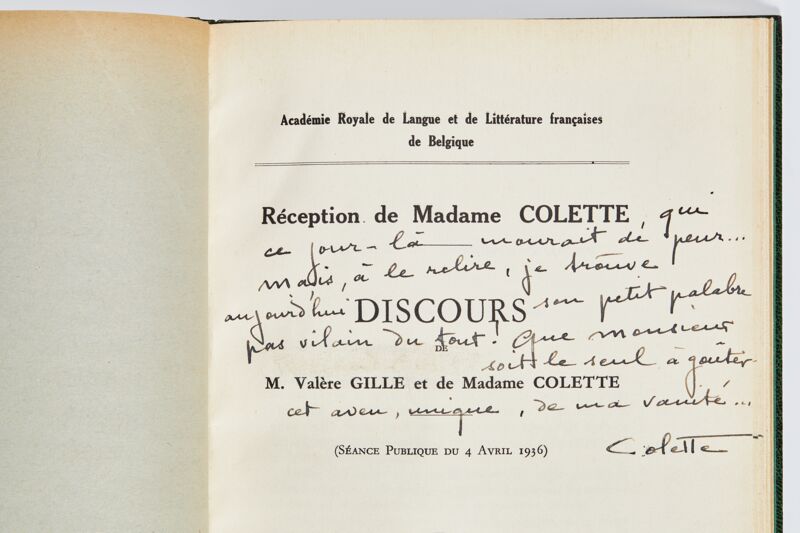 Académie Royale de Langue et de Littérature françaises
de Belgique
Réception de Madame COLETTE, qui
ce jour-là mourait de peur...
mais, à le relire, je trouve
aujourd'hui DISCOURS son petit palabre
pas vilain du tout! Que monsieur
DE
soit le seul à goûter
M. Valère GILLE et de Madame COLETTE
cet aveu, unique, de ma vanité...
(SÉANCE PUBLIQUE DU 4 AVRIL 1936)
Colette